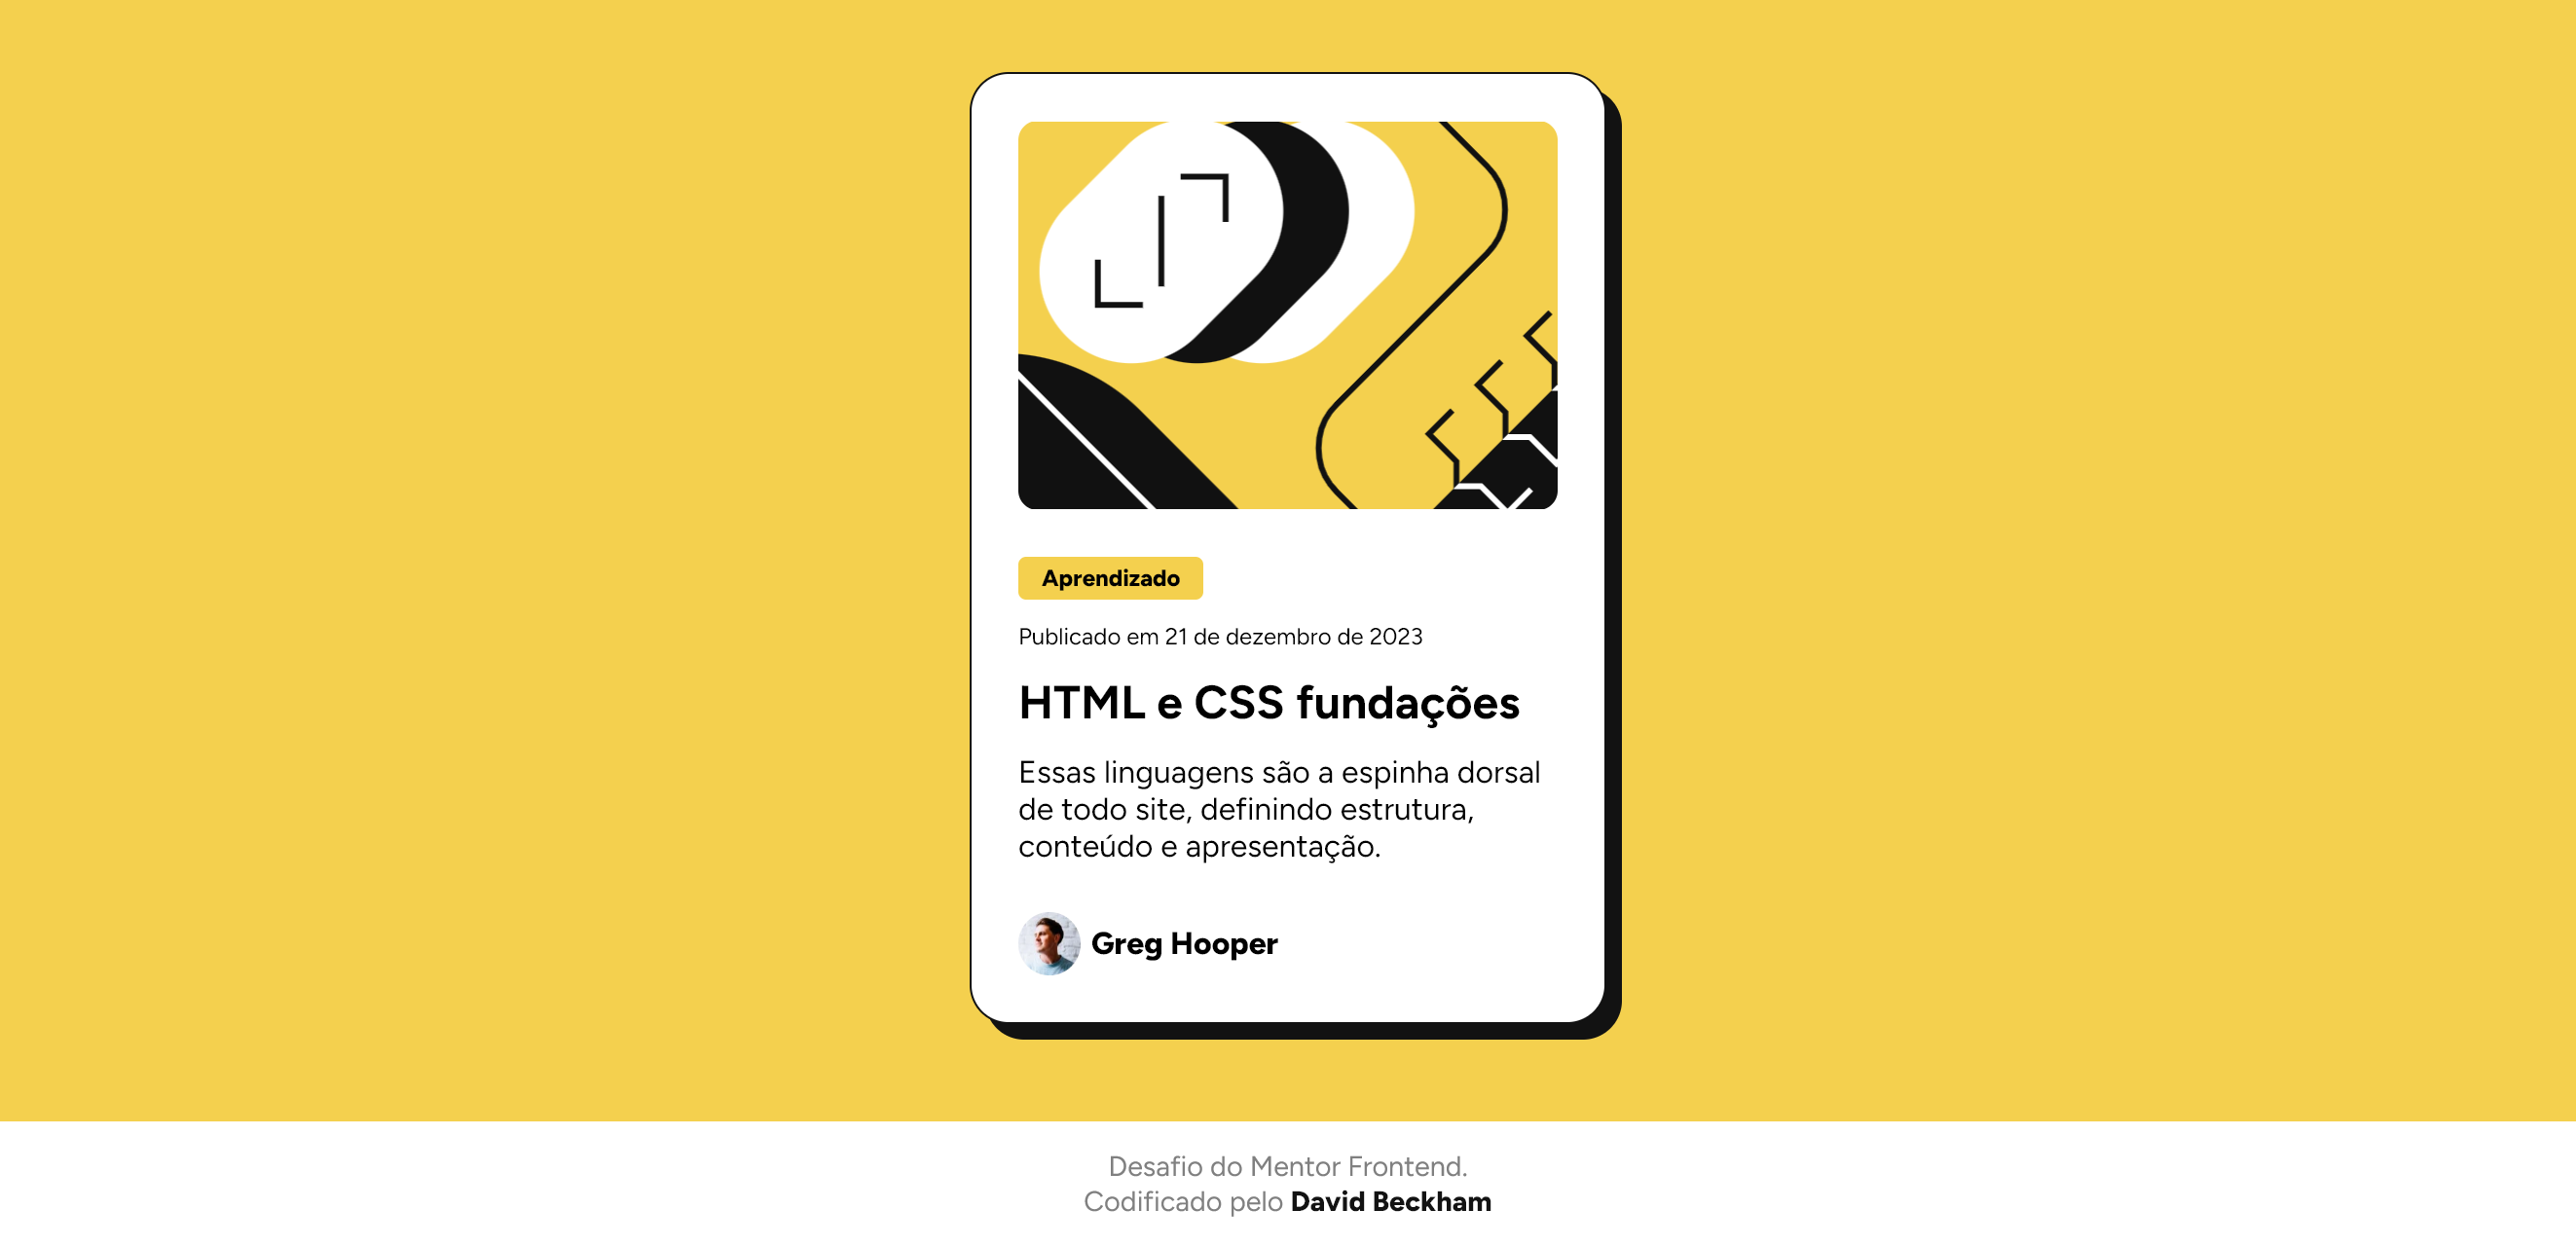 Aprendizado
Publicado em 21 de dezembro de 2023
HTML e CSS fundações
Essas linguagens são a espinha dorsal
de todo site, definindo estrutura,
conteúdo e apresentação.
Greg Hooper
Desafio do Mentor Frontend.
Codificado pelo David Beckham